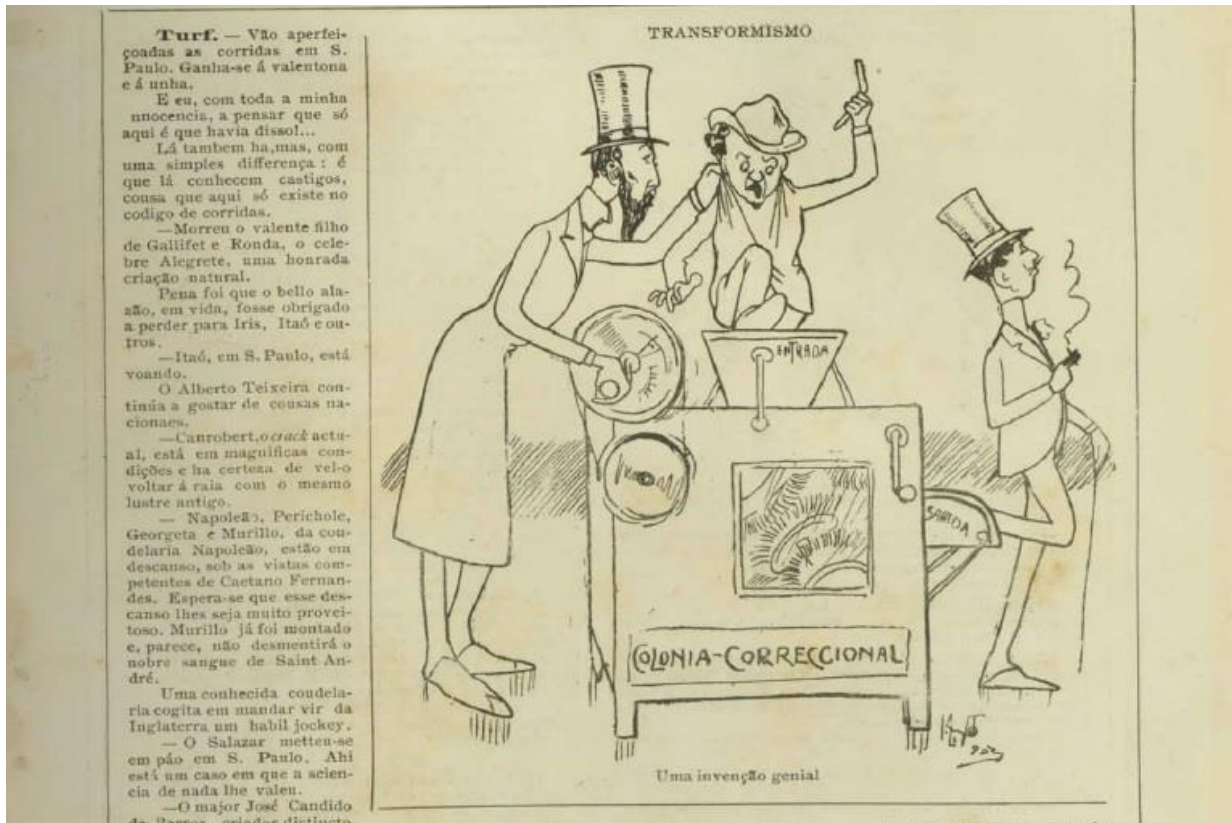 Turf. — Vão aperfei-
çoadas as corridas em S.
Paulo. Ganha-se á valentona
e á unha.
E eu, com toda a minha
nnocencia, a pensar que só
aqui é que havia disso!...
Lá tambem ha,mas, com
uma simples differença : é
que lá conhecem castigos,
cousa que aqui só existe no
codigo de corridas.
—Morreu o valente filho
de Gallifet e Ronda, o cele-
bre Alegrete, uma honrada
criação natural.
Pena foi que o bello ala-
zão, em vida, fosse obrigado
a perder para Iris, Itaó e ou-
tros.
—Itaó, em S. Paulo, está
voando.
O Alberto Teixeira con-
tinúa a gostar de cousas na-
cionaes.
—Canrobert,o crack actu-
al, está em magnificas con-
dições e ha certeza de vel-o
voltar á raia com o mesmo
lustre antigo.
— Napoleão, Perichole,
Georgeta e Murillo, da cou-
delaria Napoleão, estão em
descanso, sob as vistas com-
petentes de Caetano Fernan-
des. Espera-se que esse des-
canso lhes seja muito provei-
toso. Murillo já foi montado
e, parece, não desmentirá o
nobre sangue de Saint An-
dré.
Uma conhecida coudela-
ria cogita em mandar vir da
Inglaterra um habil jockey.
— O Salazar metteu-se
em páo em S. Paulo. Ahi
está um caso em que a scien-
cia de nada lhe valeu.
—O major José Candido
TRANSFORMISMO
ENTRADA
SAHIDA
COLONIA-CORRECCIONAL
Uma invenção genial